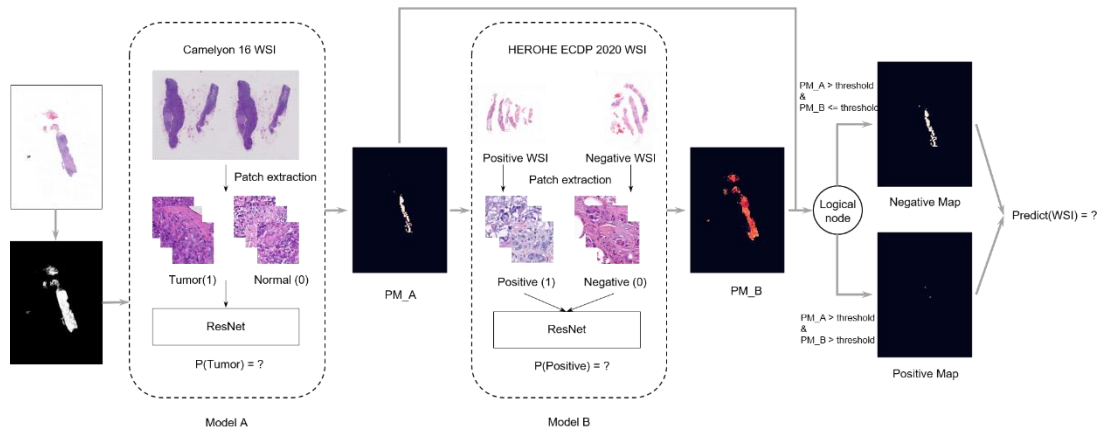 Camelyon 16 WSI
HEROHE ECDP 2020 WSI
PM_A > threshold
&
PM_B <= threshold
Positive WSI
Negative WSI
Patch extraction
Patch extraction
Logical
node
Negative Map
Predict(WSI) = ?
Tumor(1)
Normal (0)
PM_A
Positive (1)
Negative (0)
PM_B
ResNet
ResNet
PM_A > threshold
&
PM_B > threshold
P(Tumor) = ?
P(Positive) = ?
Positive Map
Model A
Model B